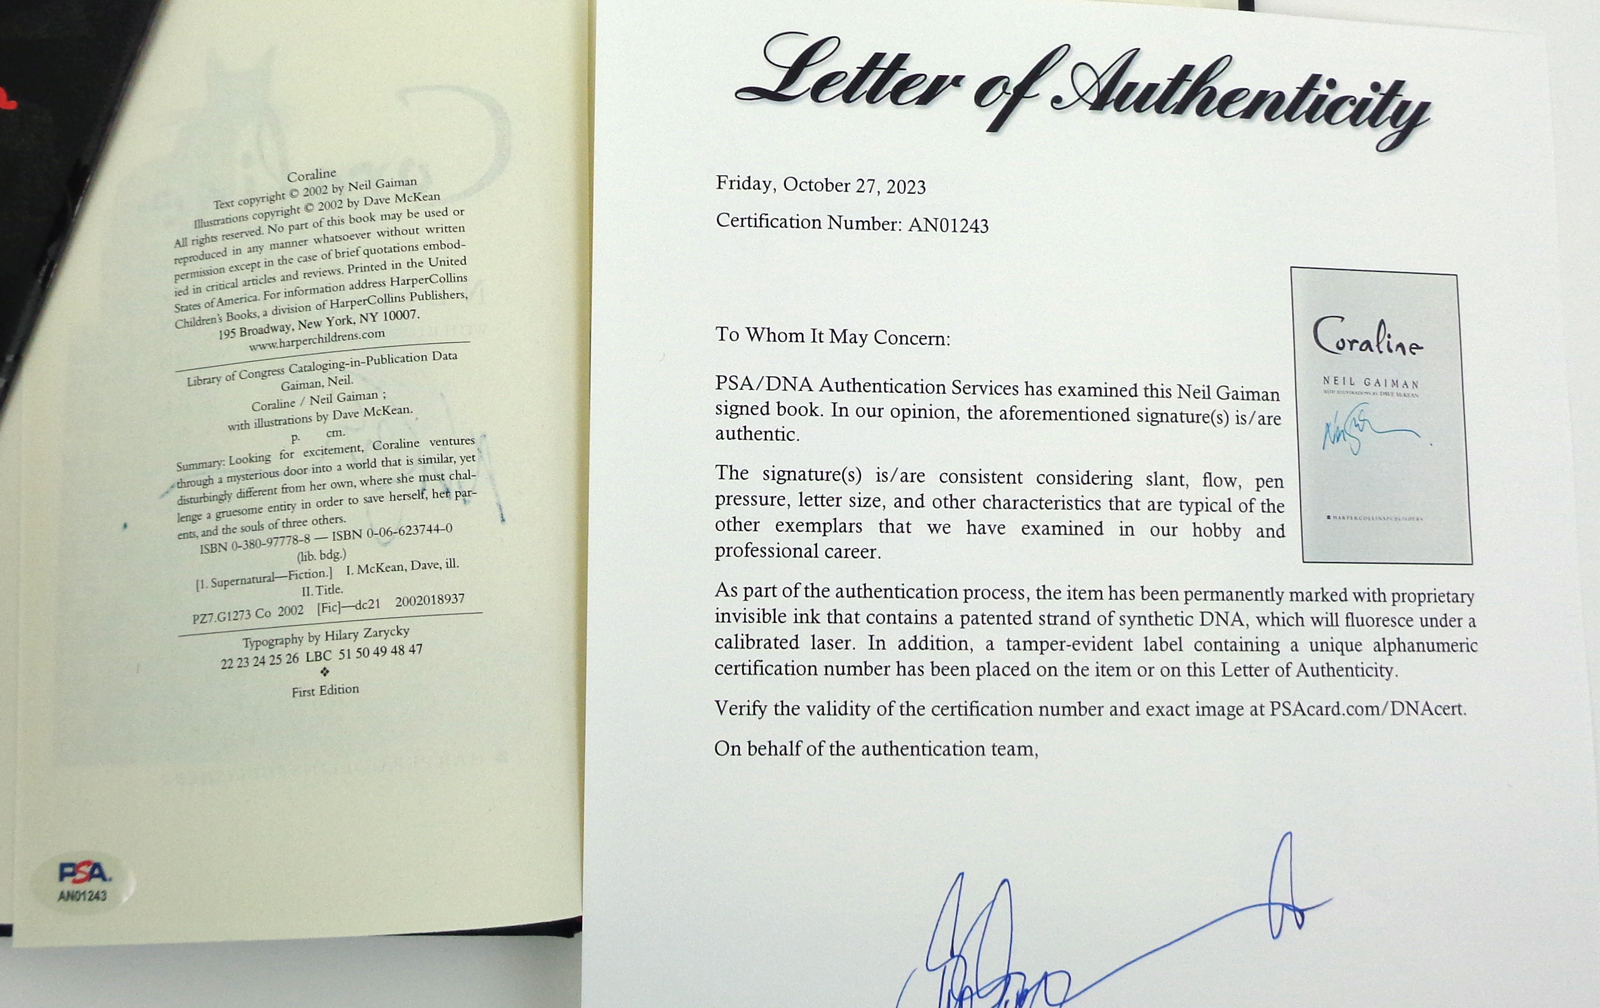 Coraline
Text copyright © 2002 by Neil Gaiman
Illustrations copyright © 2002 by Dave McKean
All rights reserved. No part of this book may be used or
reproduced in any manner whatsoever without written
permission except in the case of brief quotations embod-
ied in critical articles and reviews. Printed in the United
States of America. For information address HarperCollins
Children's Books, a division of HarperCollins Publishers,
195 Broadway, New York, NY 10007.
www.harperchildrens.com
Library of Congress Cataloging-in-Publication Data
Gaiman, Neil.
Coraline / Neil Gaiman ;
with illustrations by Dave McKean.
p. cm.
Summary: Looking for excitement, Coraline ventures
through a mysterious door into a world that is similar, yet
disturbingly different from her own, where she must chal-
lenge a gruesome entity in order to save herself, her par-
ents, and the souls of three others.
ISBN 0-380-97778-8 — ISBN 0-06-623744-0
(lib. bdg.)
[1. Supernatural—Fiction.] I. McKean, Dave, ill.
II. Title.
PZ7.G1273 Co 2002 [Fic]—dc21 2002018937
Typography by Hilary Zarycky
22 23 24 25 26 LBC 51 50 49 48 47
❖
First Edition
PSA.
AN01243
Letter of Authenticity
Friday, October 27, 2023
Certification Number: AN01243
To Whom It May Concern:
PSA/DNA Authentication Services has examined this Neil Gaiman
signed book. In our opinion, the aforementioned signature(s) is/are
authentic.
The signature(s) is/are consistent considering slant, flow, pen
pressure, letter size, and other characteristics that are typical of the
other exemplars that we have examined in our hobby and
professional career.
Coraline
NEIL GAIMAN
WITH ILLUSTRATIONS BY DAVE McKEAN
HARPERCOLLINSPUBLISHERS
As part of the authentication process, the item has been permanently marked with proprietary
invisible ink that contains a patented strand of synthetic DNA, which will fluoresce under a
calibrated laser. In addition, a tamper-evident label containing a unique alphanumeric
certification number has been placed on the item or on this Letter of Authenticity.
Verify the validity of the certification number and exact image at PSAcard.com/DNAcert.
On behalf of the authentication team,